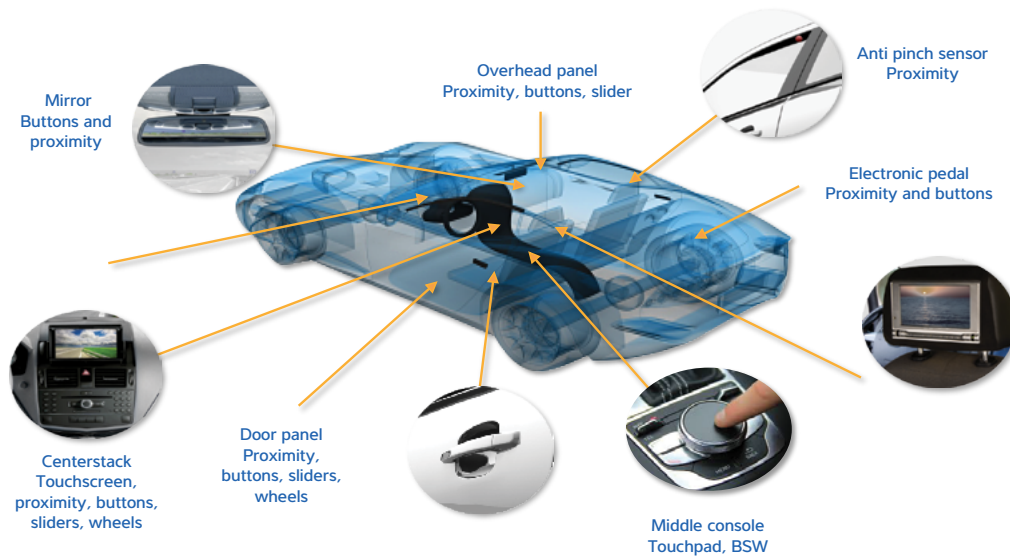 Mirror
Buttons and
proximity
Overhead panel
Proximity, buttons, slider
Anti pinch sensor
Proximity
Electronic pedal
Proximity and buttons
Centerstack
Touchscreen,
proximity, buttons,
sliders, wheels
Door panel
Proximity,
buttons, sliders,
wheels
Middle console
Touchpad, BSW